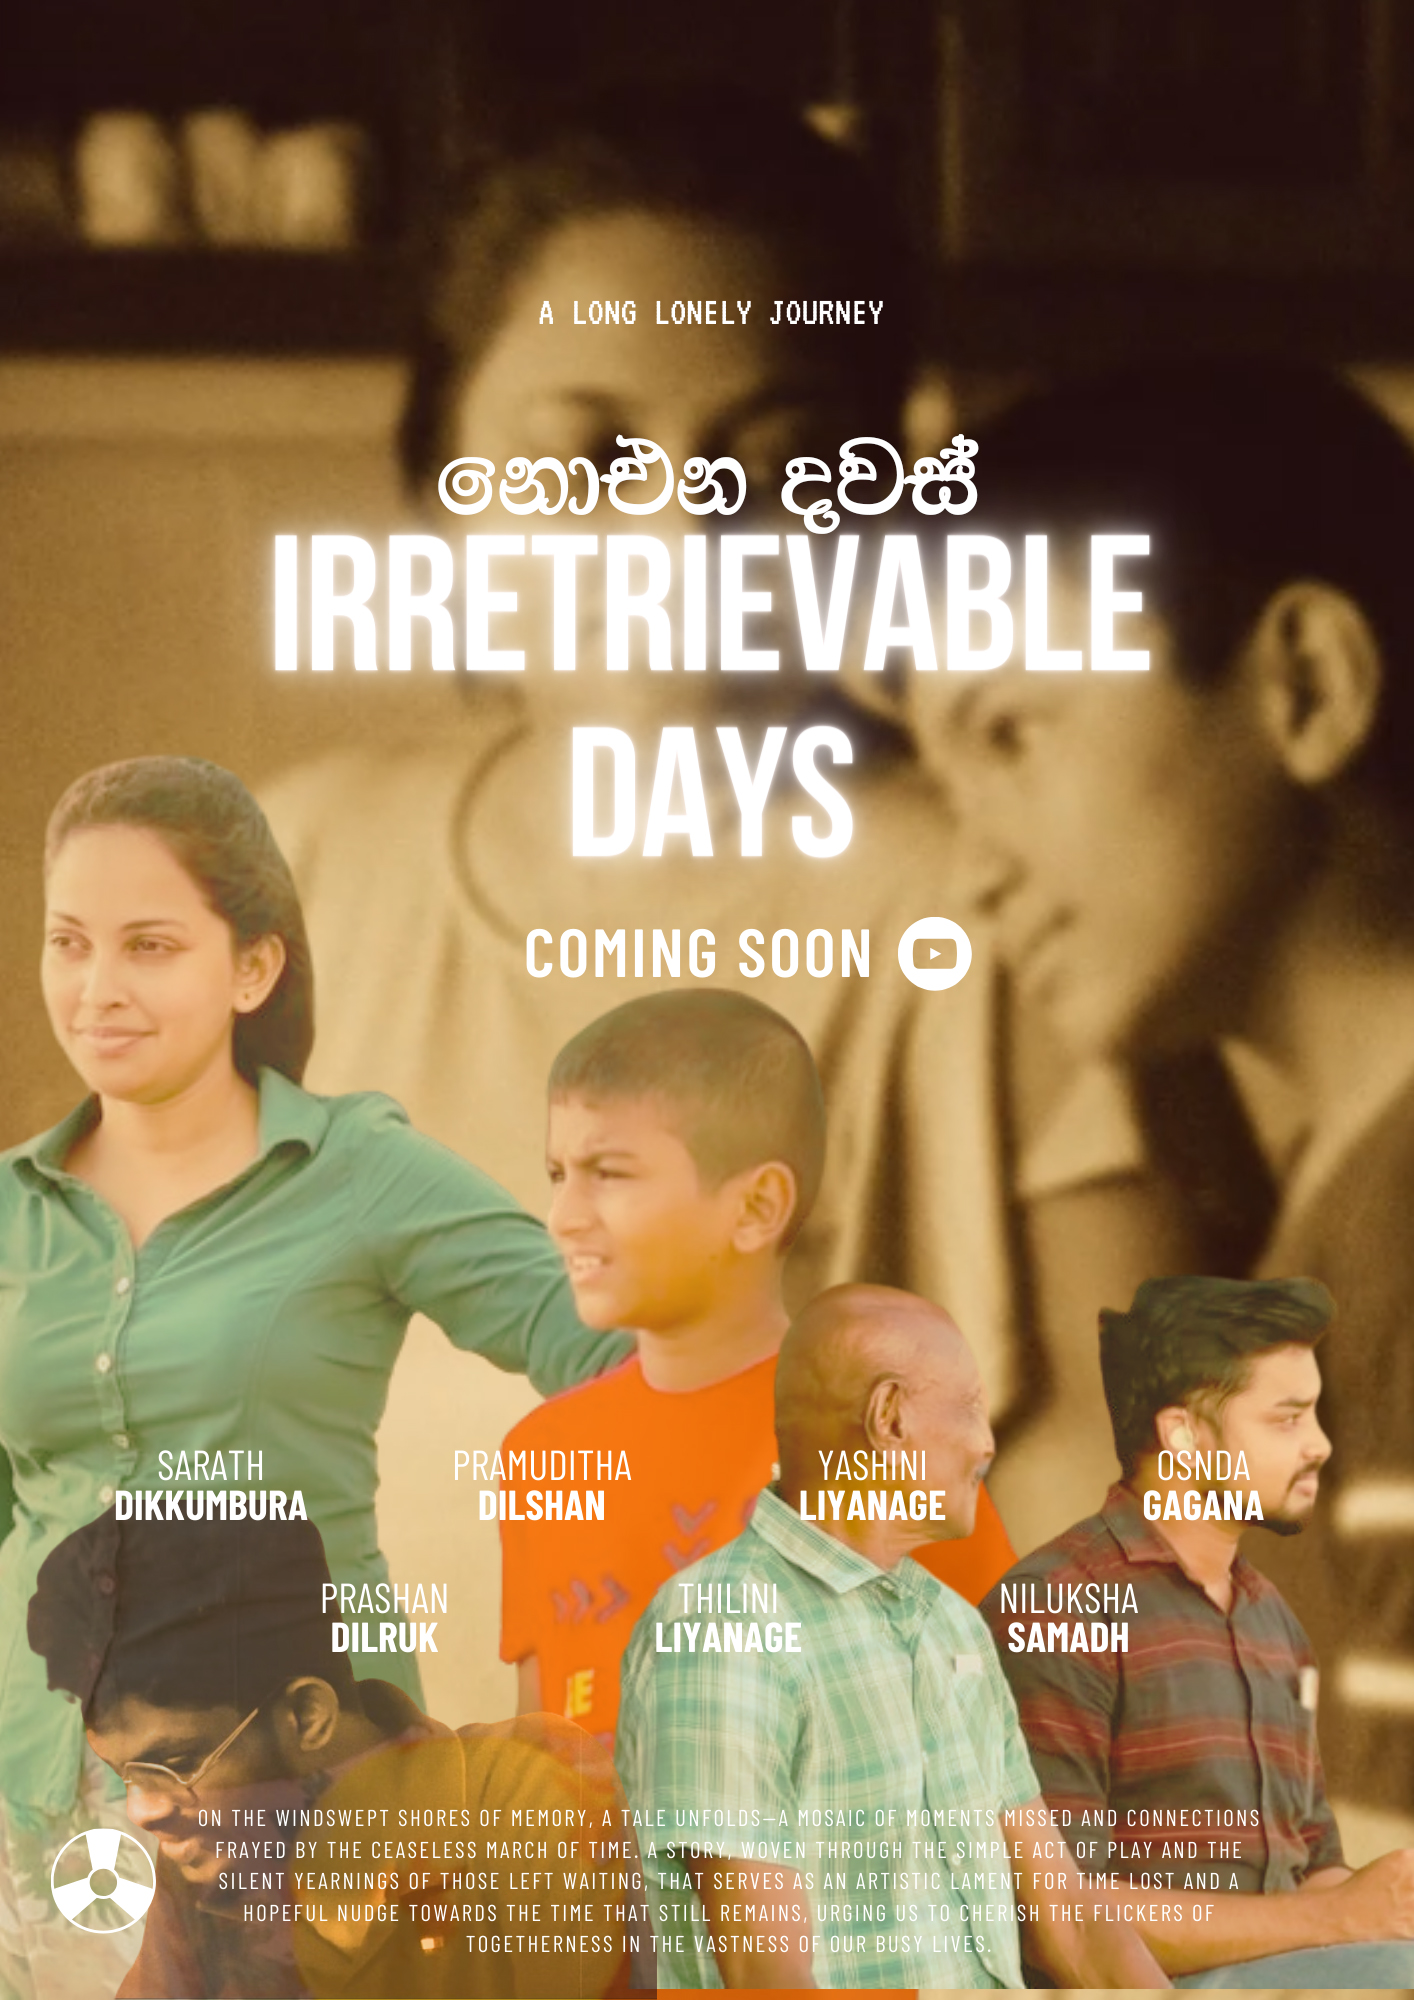 A LONG LONELY JOURNEY
නොඑන දවස්
IRRETRIEVABLE
DAYS
COMING SOON
SARATH
DIKKUMBURA
PRAMUDITHA
DILSHAN
YASHINI
LIYANAGE
OSNDA
GAGANA
PRASHAN
DILRUK
THILINI
LIYANAGE
NILUKSHA
SAMADH
ON THE WINDSWEPT SHORES OF MEMORY, A TALE UNFOLDS—A MOSAIC OF MOMENTS MISSED AND CONNECTIONS
FRAYED BY THE CEASELESS MARCH OF TIME. A STORY, WOVEN THROUGH THE SIMPLE ACT OF PLAY AND THE
SILENT YEARNINGS OF THOSE LEFT WAITING, THAT SERVES AS AN ARTISTIC LAMENT FOR TIME LOST AND A
HOPEFUL NUDGE TOWARDS THE TIME THAT STILL REMAINS, URGING US TO CHERISH THE FLICKERS OF
TOGETHERNESS IN THE VASTNESS OF OUR BUSY LIVES.